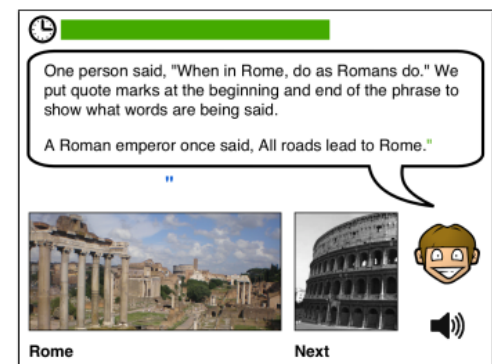 One person said, "When in Rome, do as Romans do." We
put quote marks at the beginning and end of the phrase to
show what words are being said.
A Roman emperor once said, All roads lead to Rome."
"
Rome
Next